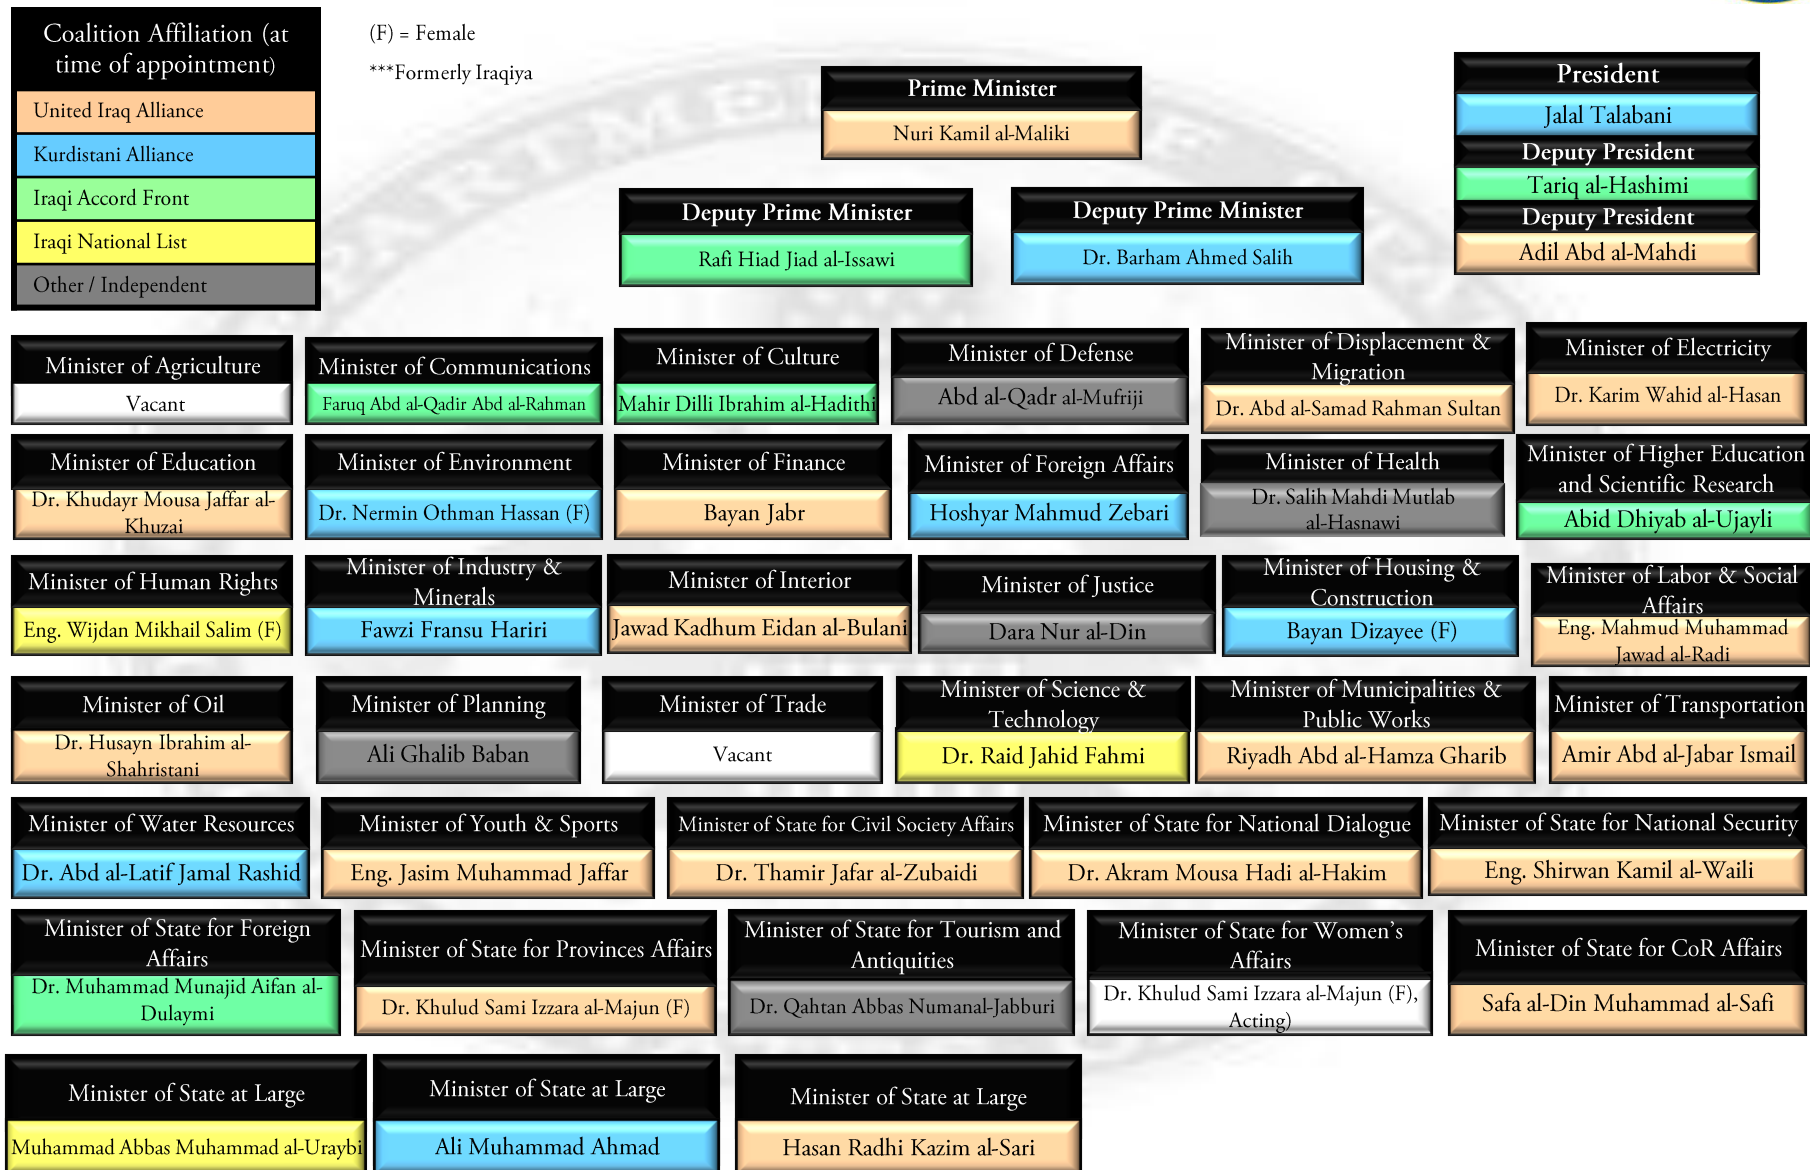 Coalition Affiliation (at
time of appointment)
United Iraq Alliance
Kurdistani Alliance
Iraqi Accord Front
Iraqi National List
Other / Independent
(F) = Female
***Formerly Iraqiya
Prime Minister
Nuri Kamil al-Maliki
President
Jalal Talabani
Deputy President
Tariq al-Hashimi
Deputy President
Adil Abd al-Mahdi
Deputy Prime Minister
Rafi Hiad Jiad al-Issawi
Deputy Prime Minister
Dr. Barham Ahmed Salih
Minister of Agriculture
Vacant
Minister of Communications
Faruq Abd al-Qadir Abd al-Rahman
Minister of Culture
Mahir Dilli Ibrahim al-Hadithi
Minister of Defense
Abd al-Qadr al-Mufriji
Minister of Displacement &
Migration
Dr. Abd al-Samad Rahman Sultan
Minister of Electricity
Dr. Karim Wahid al-Hasan
Minister of Education
Dr. Khudayr Mousa Jaffar al-
Khuzai
Minister of Environment
Dr. Nermin Othman Hassan (F)
Minister of Finance
Bayan Jabr
Minister of Foreign Affairs
Hoshyar Mahmud Zebari
Minister of Health
Dr. Salih Mahdi Mutlab
al-Hasnawi
Minister of Higher Education
and Scientific Research
Abid Dhiyab al-Ujayli
Minister of Human Rights
Eng. Wijdan Mikhail Salim (F)
Minister of Industry &
Minerals
Fawzi Fransu Hariri
Minister of Interior
Jawad Kadhum Eidan al-Bulani
Minister of Justice
Dara Nur al-Din
Minister of Housing &
Construction
Bayan Dizayee (F)
Minister of Labor & Social
Affairs
Eng. Mahmud Muhammad
Jawad al-Radi
Minister of Oil
Dr. Husayn Ibrahim al-
Shahristani
Minister of Planning
Ali Ghalib Baban
Minister of Trade
Vacant
Minister of Science &
Technology
Dr. Raid Jahid Fahmi
Minister of Municipalities &
Public Works
Riyadh Abd al-Hamza Gharib
Minister of Transportation
Amir Abd al-Jabar Ismail
Minister of Water Resources
Dr. Abd al-Latif Jamal Rashid
Minister of Youth & Sports
Eng. Jasim Muhammad Jaffar
Minister of State for Civil Society Affairs
Dr. Thamir Jafar al-Zubaidi
Minister of State for National Dialogue
Dr. Akram Mousa Hadi al-Hakim
Minister of State for National Security
Eng. Shirwan Kamil al-Waili
Minister of State for Foreign
Affairs
Dr. Muhammad Munajid Aifan al-
Dulaymi
Minister of State for Provinces Affairs
Dr. Khulud Sami Izzara al-Majun (F)
Minister of State for Tourism and
Antiquities
Dr. Qahtan Abbas Numanal-Jabburi
Minister of State for Women's
Affairs
Dr. Khulud Sami Izzara al-Majun (F),
Acting)
Minister of State for CoR Affairs
Safa al-Din Muhammad al-Safi
Minister of State at Large
Muhammad Abbas Muhammad al-Uraybi
Minister of State at Large
Ali Muhammad Ahmad
Minister of State at Large
Hasan Radhi Kazim al-Sari